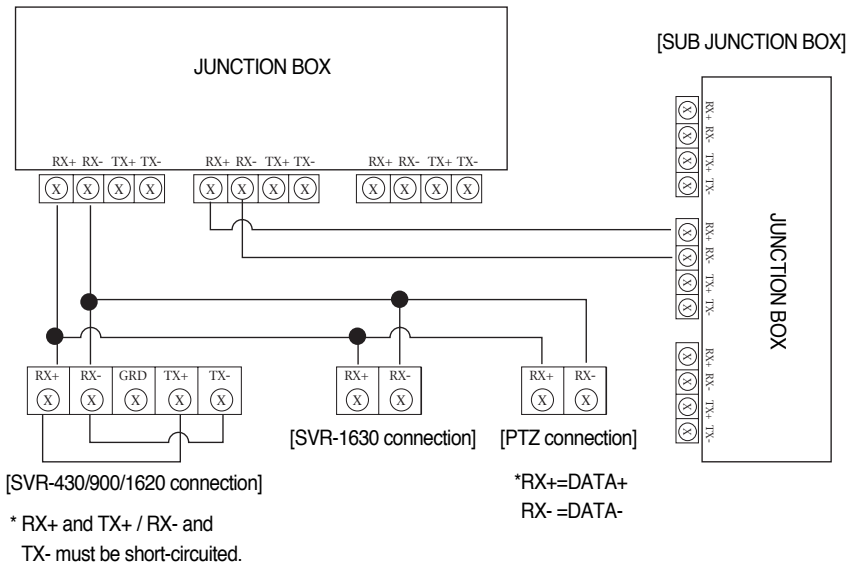 JUNCTION BOX
RX+ RX- TX+ TX- RX+ RX- TX+ TX- RX+ RX- TX+ TX-
X X X X X X X X X X X X
[SUB JUNCTION BOX]
RX+ RX- TX+ TX-
X X X X
RX+ RX- TX+ TX-
X X X X
RX+ RX- TX+ TX-
X X X X
JUNCTION BOX
RX+ RX- GRD TX+ TX-
X X X X X
[SVR-430/900/1620 connection]
* RX+ and TX+ / RX- and
TX- must be short-circuited.
RX+ RX-
X X
[SVR-1630 connection]
RX+ RX-
X X
[PTZ connection]
*RX+=DATA+
RX- =DATA-